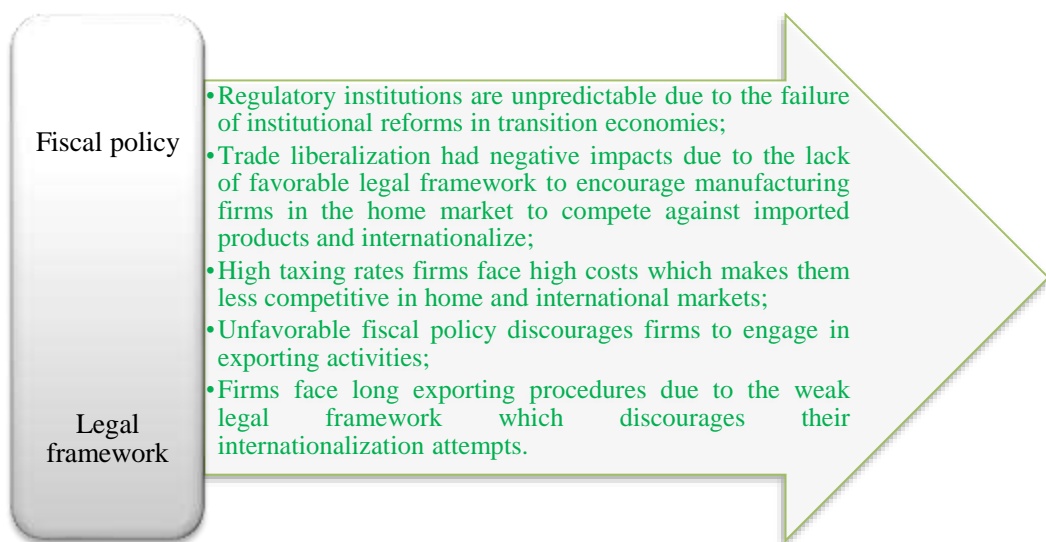 Fiscal policy
Legal
framework
•Regulatory institutions are unpredictable due to the failure
of institutional reforms in transition economies;
•Trade liberalization had negative impacts due to the lack
of favorable legal framework to encourage manufacturing
firms in the home market to compete against imported
products and internationalize;
•High taxing rates firms face high costs which makes them
less competitive in home and international markets;
•Unfavorable fiscal policy discourages firms to engage in
exporting activities;
•Firms face long exporting procedures due to the weak
legal framework which discourages their
internationalization attempts.